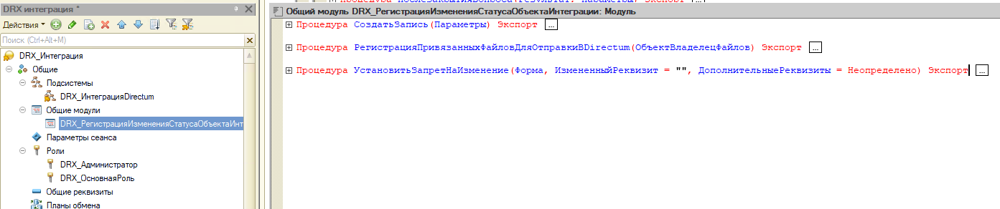 DRX интеграция *
Действия
Поиск (Ctrl+Alt+M)
DRX_Интеграция
Общие
Подсистемы
DRX_ИнтеграцияDirectum
Общие модули
DRX_РегистрацияИзмененияСтатусаОбъектаИнт
Параметры сеанса
Роли
DRX_Администратор
DRX_ОсновнаяРоль
Общие реквизиты
Планы обмена
Общий модуль DRX_РегистрацияИзмененияСтатусаОбъектаИнтеграции: Модуль
Процедура СоздатьЗапись(Параметры) Экспорт ...
Процедура РегистрацияПривязанныхФайловДляОтправкиВDirectum(ОбъектВладелецФайлов) Экспорт ...
Процедура УстановитьЗапретНаИзменение(Форма, ИзмененныйРеквизит = "", ДополнительныеРеквизиты = Неопределено) Экспорт ...